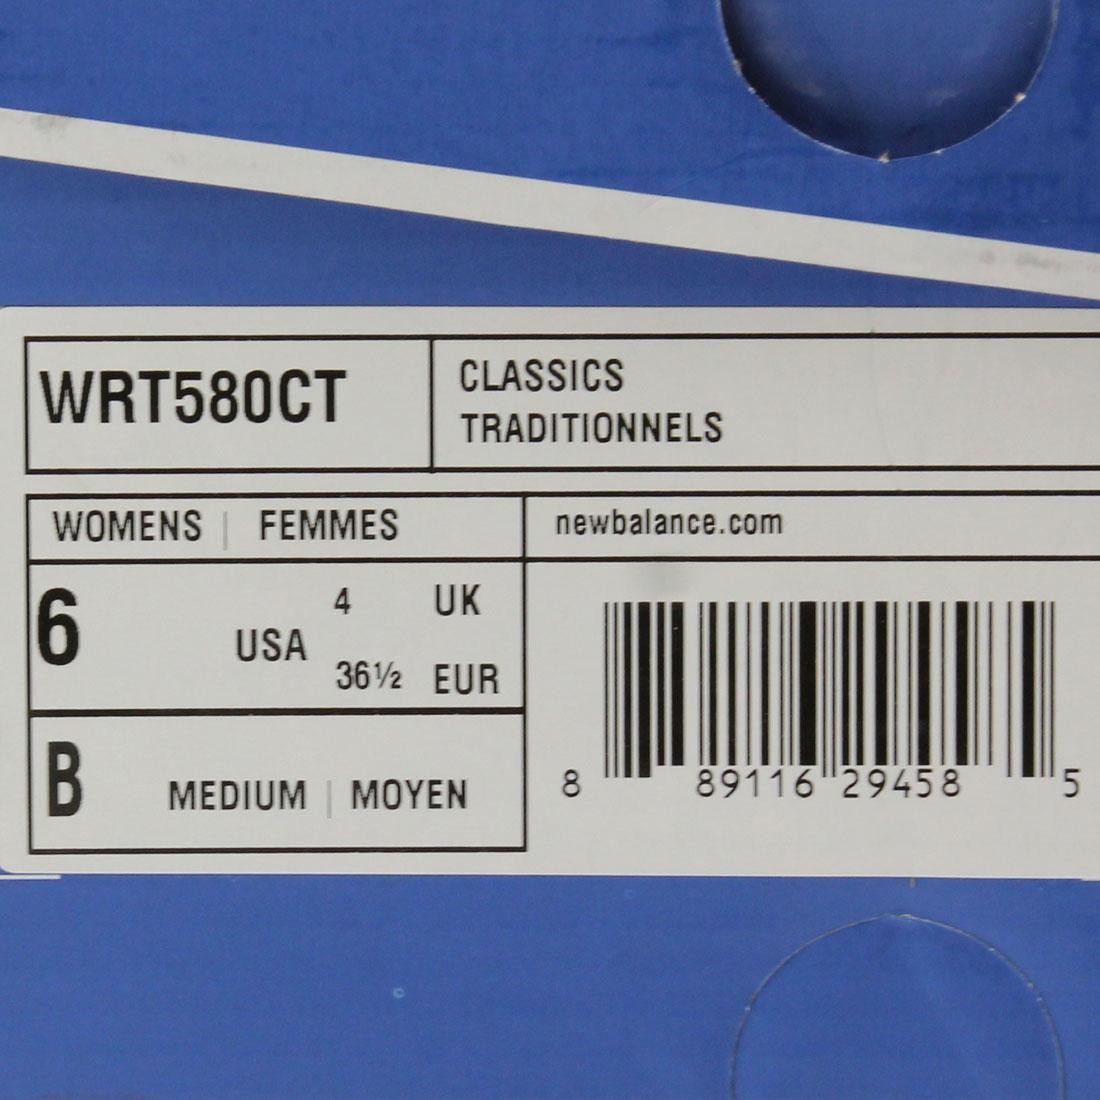 WRT580CT
CLASSICS
TRADITIONNELS
WOMENS | FEMMES
newbalance.com
6 USA
4 UK
36½ EUR
B MEDIUM | MOYEN
8 89116 29458 5